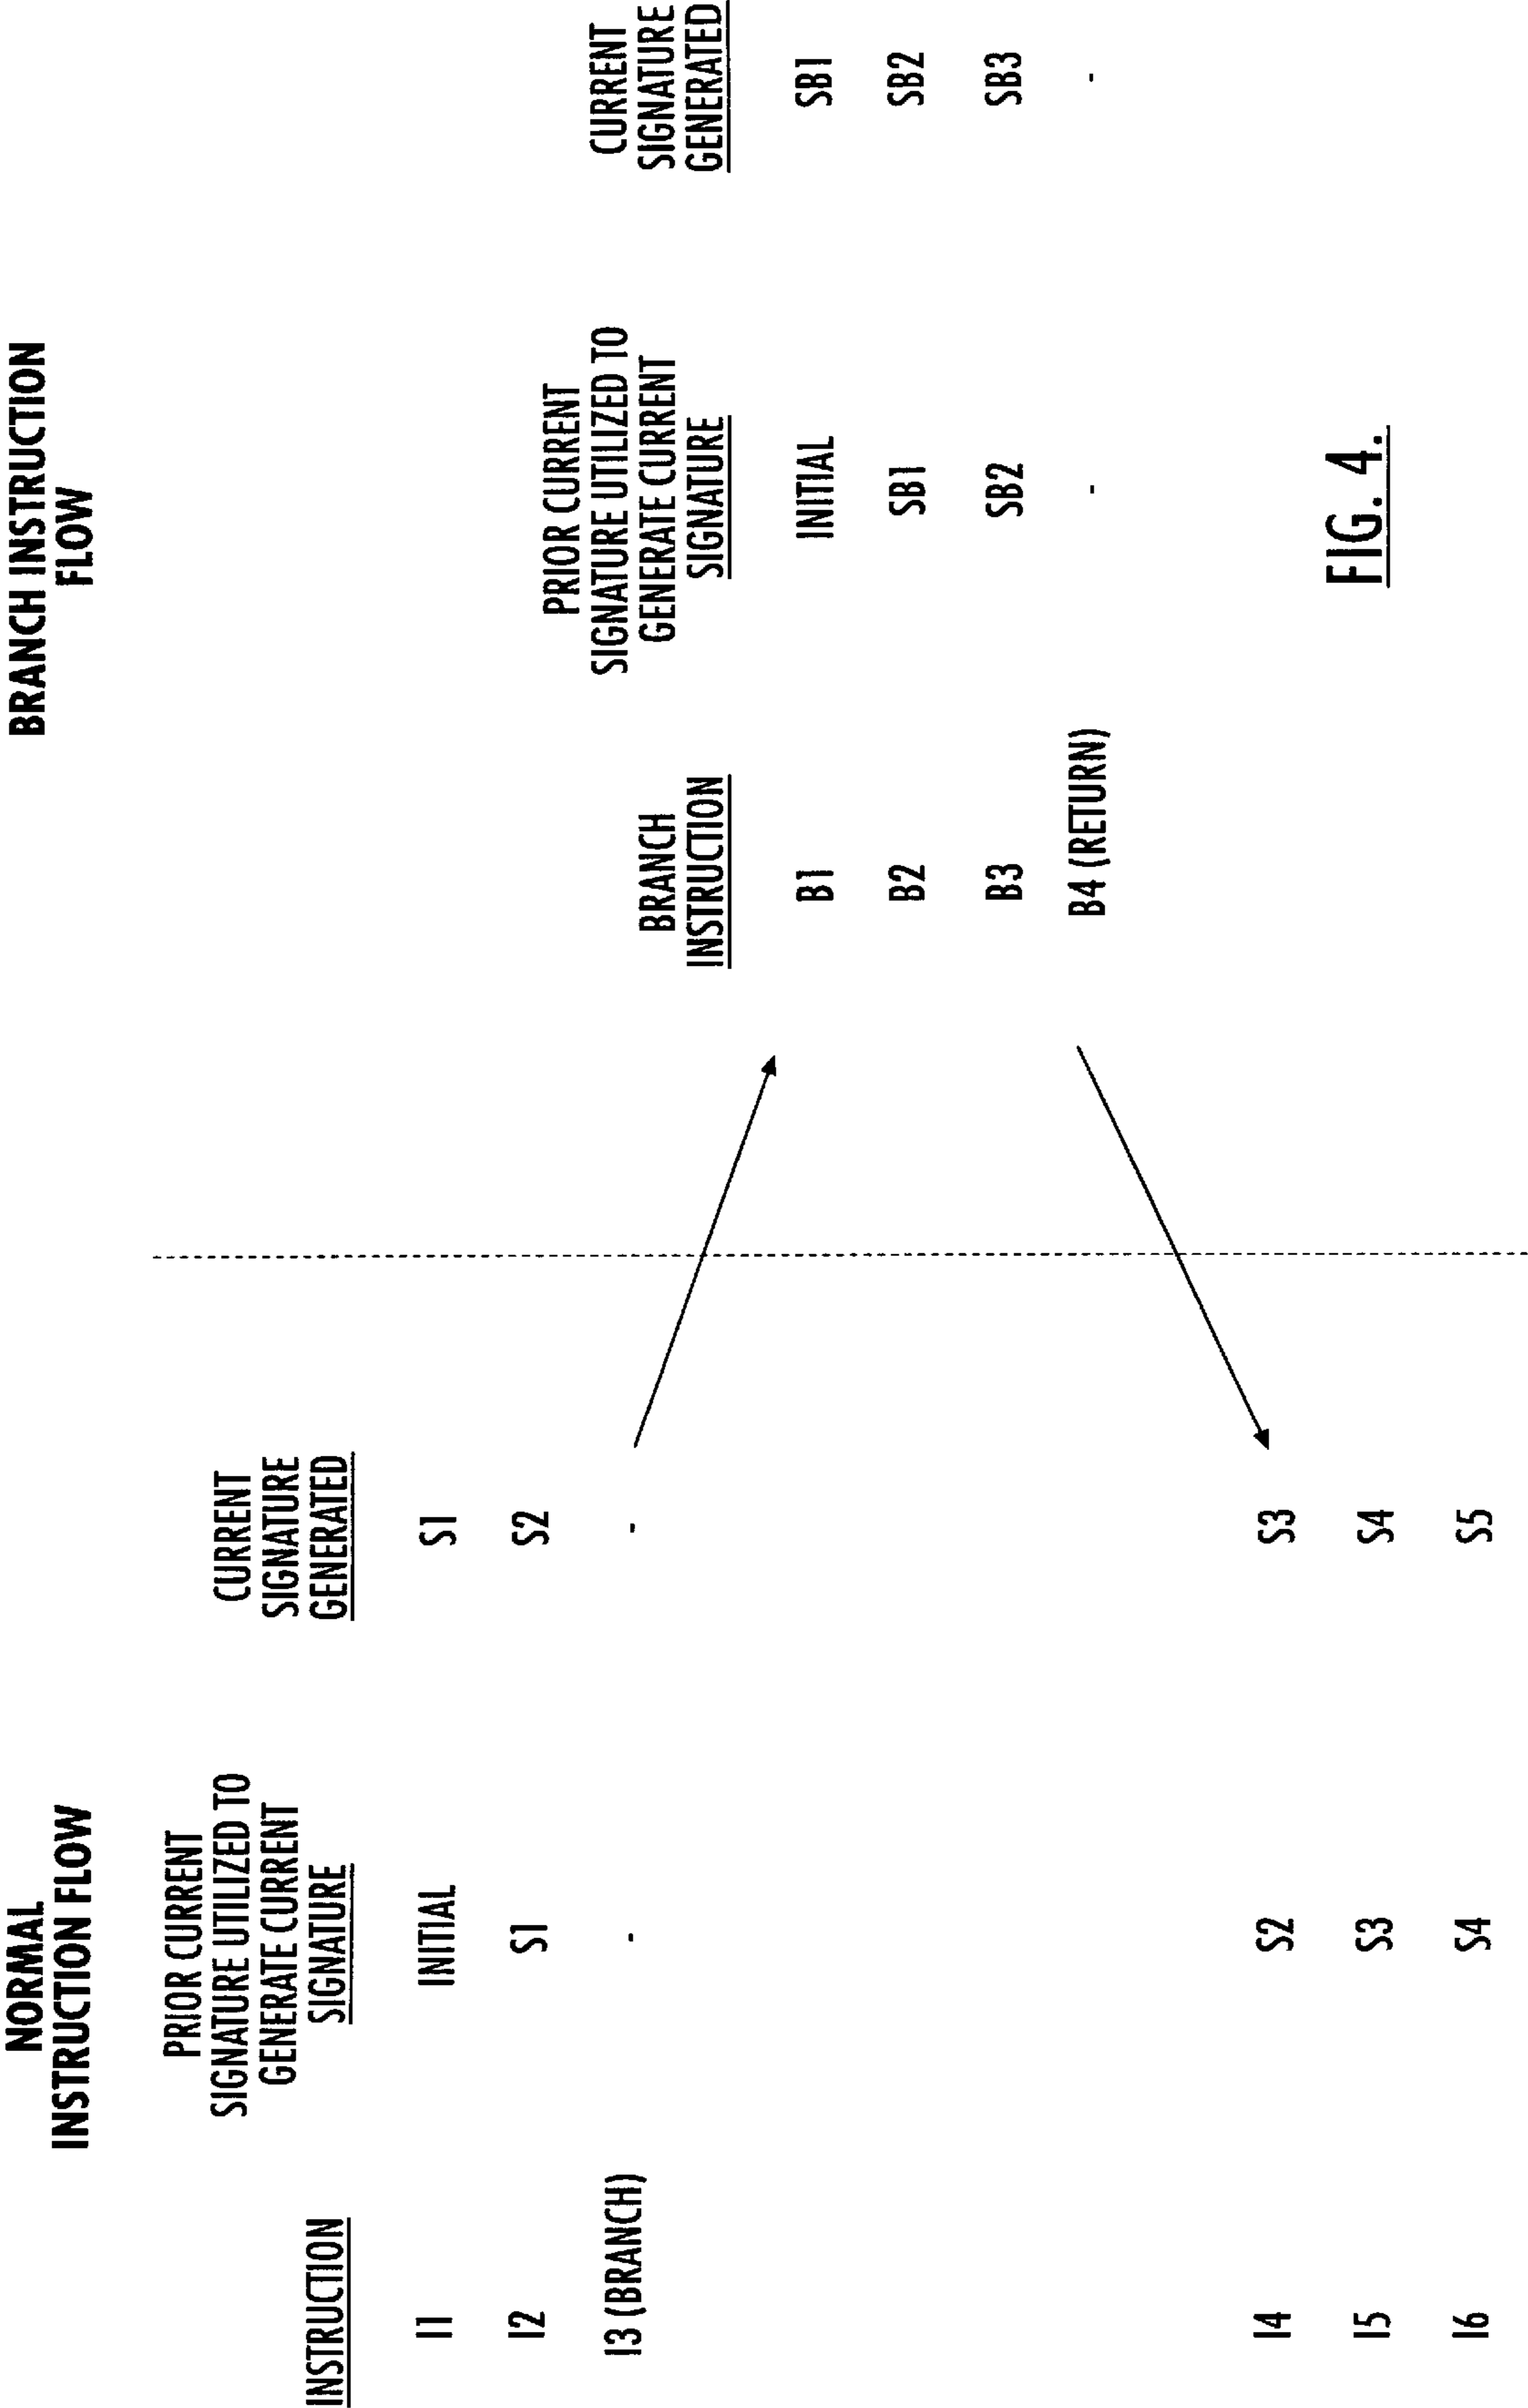 NORMAL
INSTRUCTION FLOW
INSTRUCTION
PRIOR CURRENT
SIGNATURE UTILIZED TO
GENERATE CURRENT
SIGNATURE
CURRENT
SIGNATURE
GENERATED
I1 INITIAL S1
I2 S1 S2
I3 (BRANCH) - -
I4 S2 S3
I5 S3 S4
I6 S4 S5
BRANCH INSTRUCTION
FLOW
BRANCH
INSTRUCTION
PRIOR CURRENT
SIGNATURE UTILIZED TO
GENERATE CURRENT
SIGNATURE
CURRENT
SIGNATURE
GENERATED
B1 INITIAL SB1
B2 SB1 SB2
B3 SB2 SB3
B4 (RETURN) - -
FIG. 4.